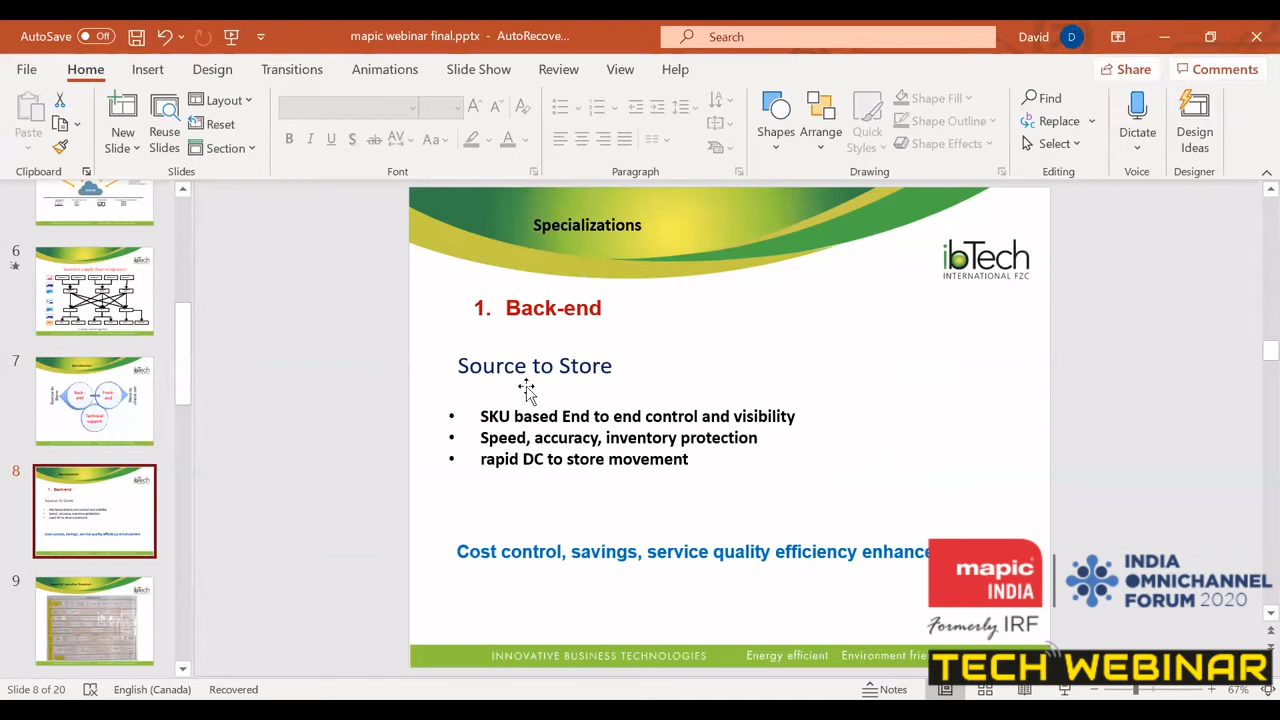 AutoSave Off mapic webinar final.pptx - AutoRecove... Search David D
File Home Insert Design Transitions Animations Slide Show Review View Help Share Comments
Paste New Slide Reuse Slides Layout Reset Section Shapes Arrange Quick Styles Shape Fill Shape Outline Shape Effects Find Replace Select Dictate Design Ideas
Clipboard Slides Font Paragraph Drawing Editing Voice Designer
6
7
8
9
Specializations
ibTech
INTERNATIONAL FZC
1. Back-end
Source to Store
• SKU based End to end control and visibility
• Speed, accuracy, inventory protection
• rapid DC to store movement
Cost control, savings, service quality efficiency enhance
mapic
INDIA
Formerly IRF
INDIA
OMNICHANNEL
FORUM 2020
INNOVATIVE BUSINESS TECHNOLOGIES Energy efficient Environment frie
TECH WEBINAR
Slide 8 of 20 English (Canada) Recovered Notes 67%